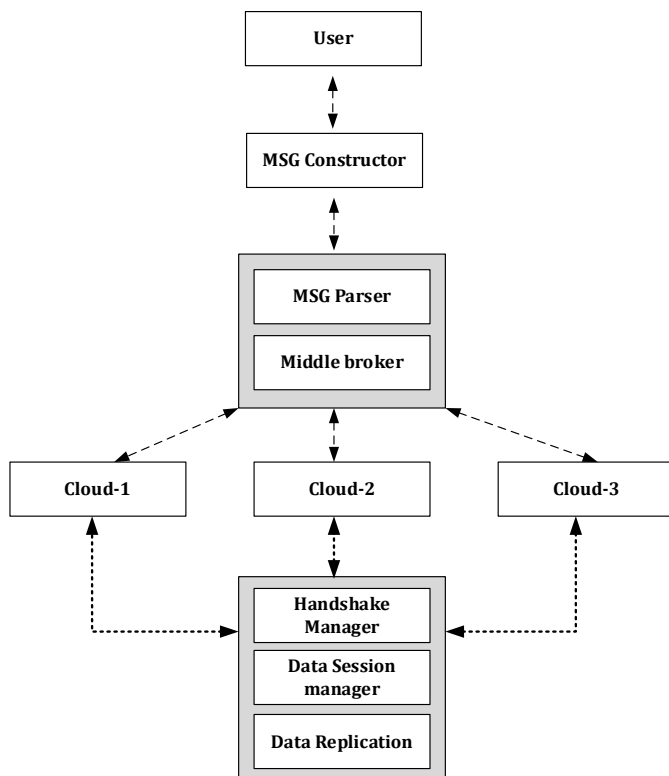 User
MSG Constructor
MSG Parser
Middle broker
Cloud-1
Cloud-2
Cloud-3
Handshake
Manager
Data Session
manager
Data Replication